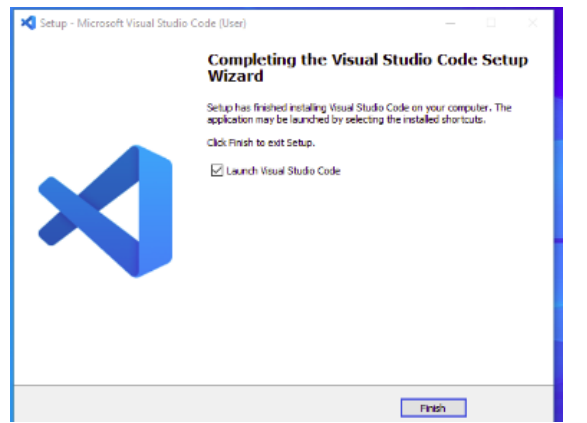 Setup - Microsoft Visual Studio Code (User)
Completing the Visual Studio Code Setup
Wizard
Setup has finished installing Visual Studio Code on your computer. The
application may be launched by selecting the installed shortcuts.
Click Finish to exit Setup.
Launch Visual Studio Code
Finish